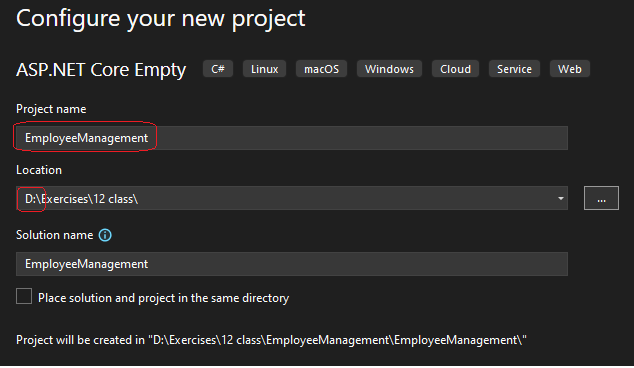 Configure your new project
ASP.NET Core Empty C# Linux macOS Windows Cloud Service Web
Project name
EmployeeManagement
Location
D:\Exercises\12 class\
...
Solution name
EmployeeManagement
Place solution and project in the same directory
Project will be created in "D:\Exercises\12 class\EmployeeManagement\EmployeeManagement\"